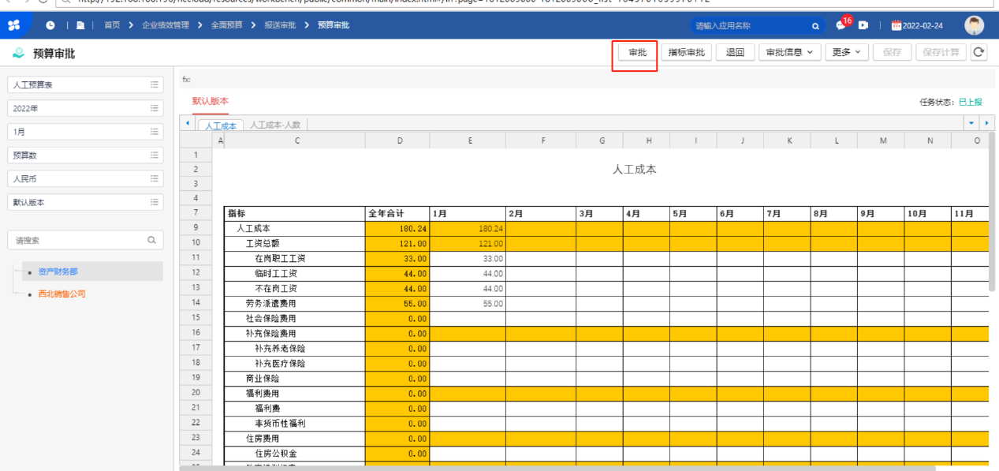 首页 企业绩效管理 全面预算 报送审批 预算审批 请输入应用名称 16 2022-02-24
预算审批 审批 指标审批 退回 审批信息 更多 保存 保存计算
人工预算表
2022年
1月
预算数
人民币
默认版本
请搜索
资产财务部
西北销售公司
fx:
默认版本 任务状态: 已上报
人工成本 人工成本-人数
A C D E F G H I J K L M N O
1
2 人工成本
3
4
7 指标 全年合计 1月 2月 3月 4月 5月 6月 7月 8月 9月 10月 11月
9 人工成本 180.24 180.24
10 工资总额 121.00 121.00
11 在岗职工工资 33.00 33.00
12 临时工工资 44.00 44.00
13 不在岗工资 44.00 44.00
14 劳务派遣费用 55.00 55.00
15 社会保险费用 0.00
16 补充保险费用 0.00
17 补充养老保险 0.00
18 补充医疗保险 0.00
19 商业保险 0.00
20 福利费用 0.00
21 福利费 0.00
22 非货币性福利 0.00
23 住房费用 0.00
24 住房公积金 0.00